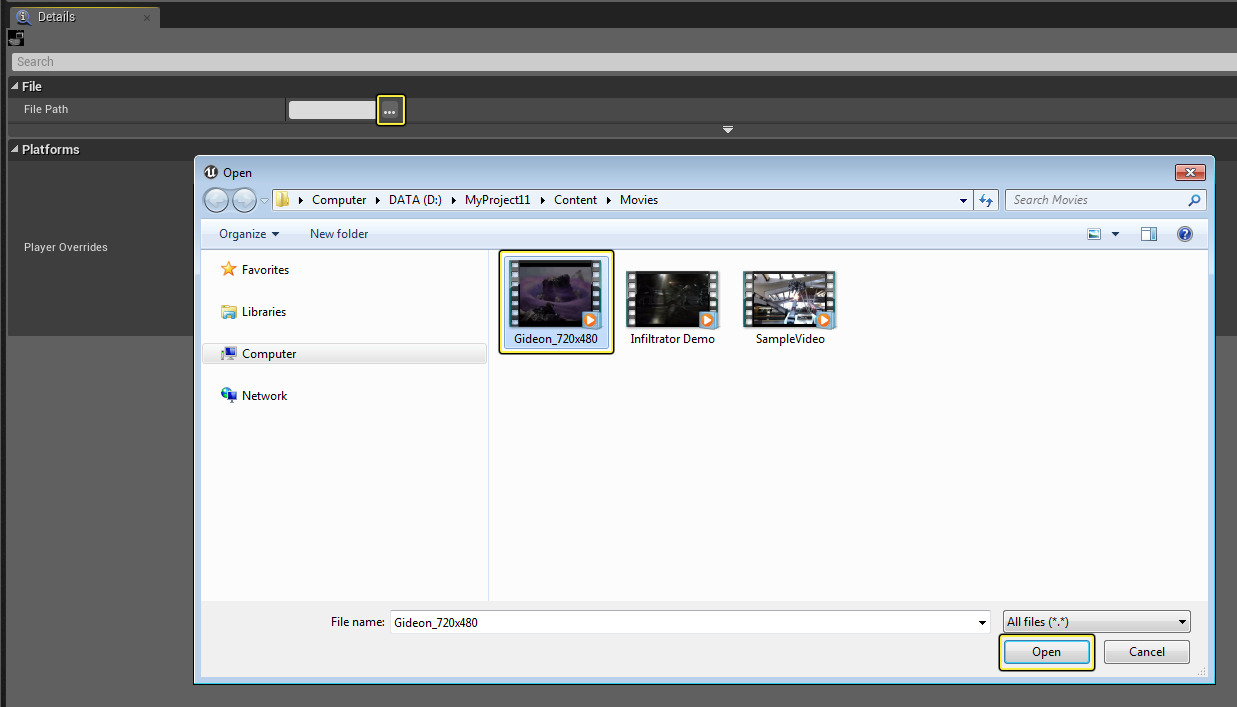 Details
Search
File
File Path
...
Platforms
Open
Computer DATA (D:) MyProject11 Content Movies
Search Movies
Organize New folder
Player Overrides
Favorites
Libraries
Computer
Network
Gideon_720x480 Infiltrator Demo SampleVideo
File name: Gideon_720x480 All files (*.*)
Open Cancel